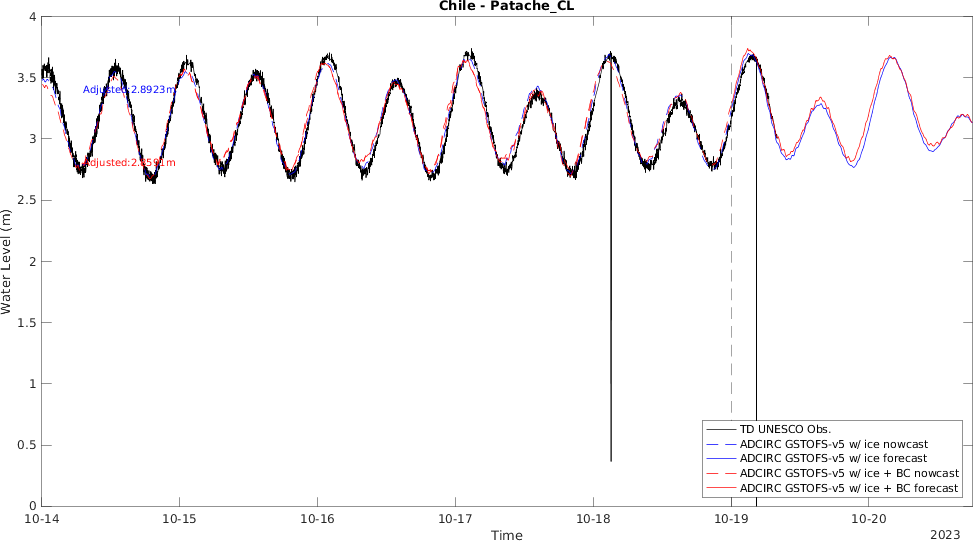 Chile - Patache_CL
4
3.5
3
2.5
2
1.5
1
0.5
0
Water Level (m)
Adjusted:2.8923m
TD UNESCO Obs.
ADCIRC GSTOFS-v5 w/ ice nowcast
ADCIRC GSTOFS-v5 w/ ice forecast
ADCIRC GSTOFS-v5 w/ ice + BC nowcast
ADCIRC GSTOFS-v5 w/ ice + BC forecast
10-14 10-15 10-16 10-17 10-18 10-19 10-20
Time
2023